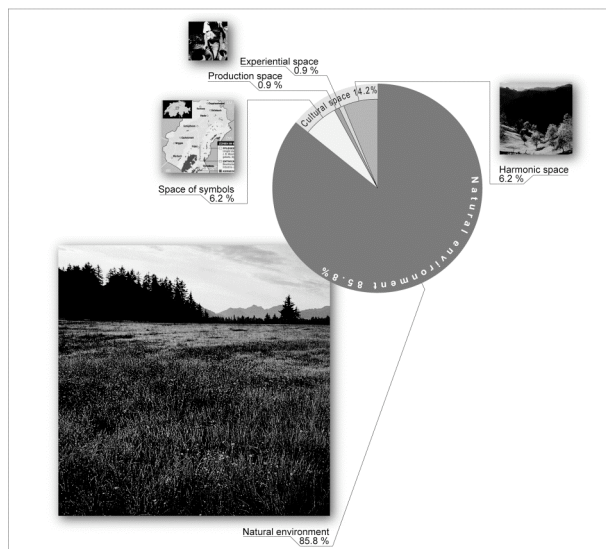 Experiential space
0.9 %
Production space
0.9 %
Cultural space 14.2%
Harmonic space
6.2 %
Space of symbols
6.2 %
Natural environment 85.8%
Natural environment
85.8 %